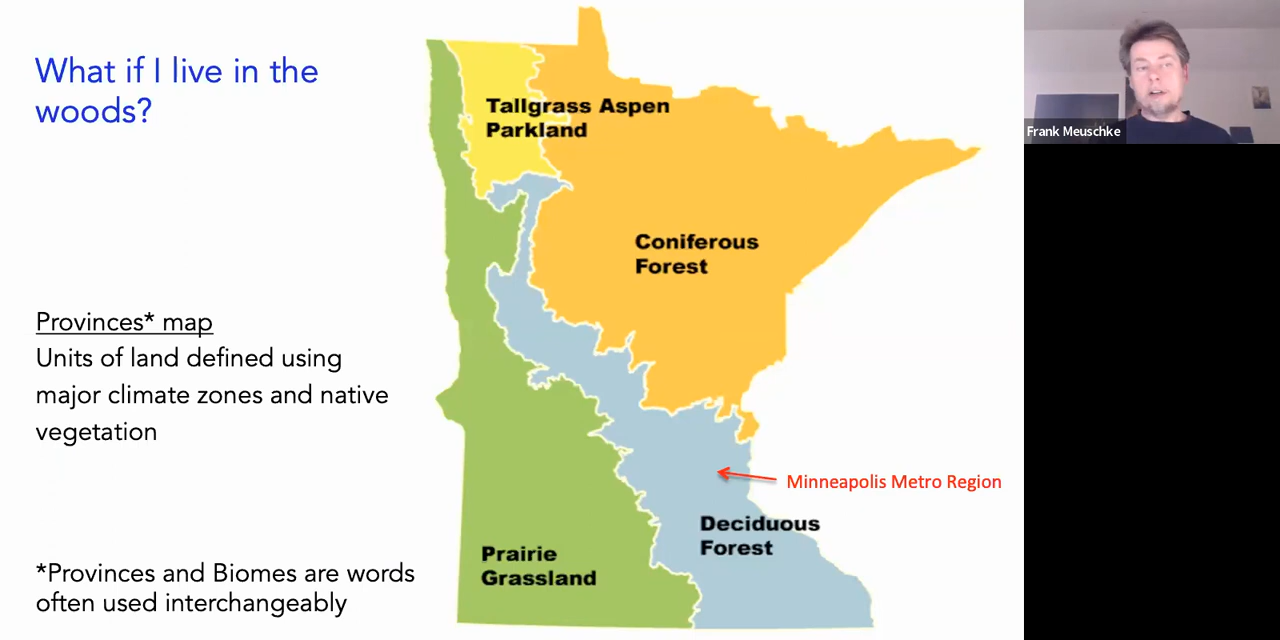 What if I live in the
woods?
Tallgrass Aspen
Parkland
Frank Meuschke
Coniferous
Forest
Provinces* map
Units of land defined using
major climate zones and native
vegetation
Minneapolis Metro Region
Deciduous
Forest
Prairie
Grassland
*Provinces and Biomes are words
often used interchangeably